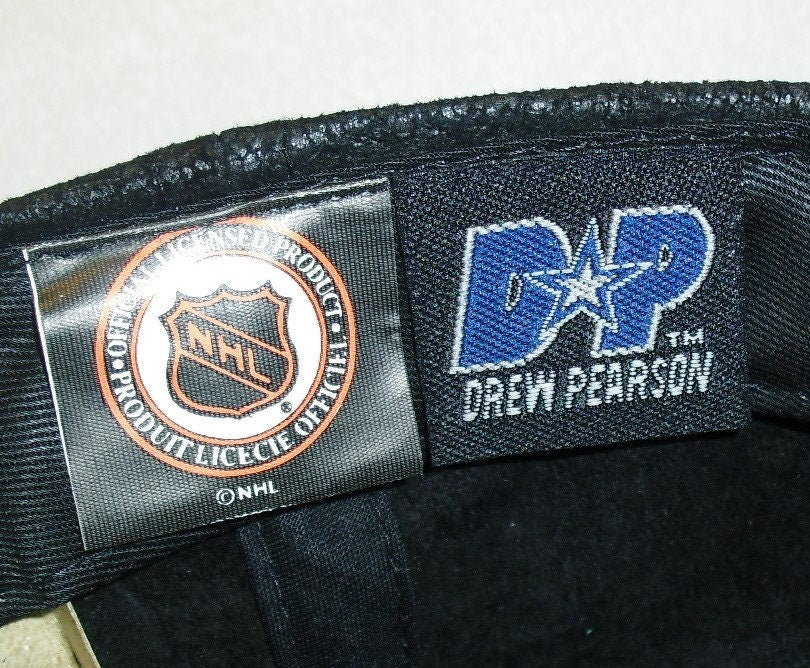 • OFFICIAL LICENSED PRODUCT •
PRODUIT LICECIE OFFICIEL
NHL
®
©NHL
DP
TM
DREW PEARSON